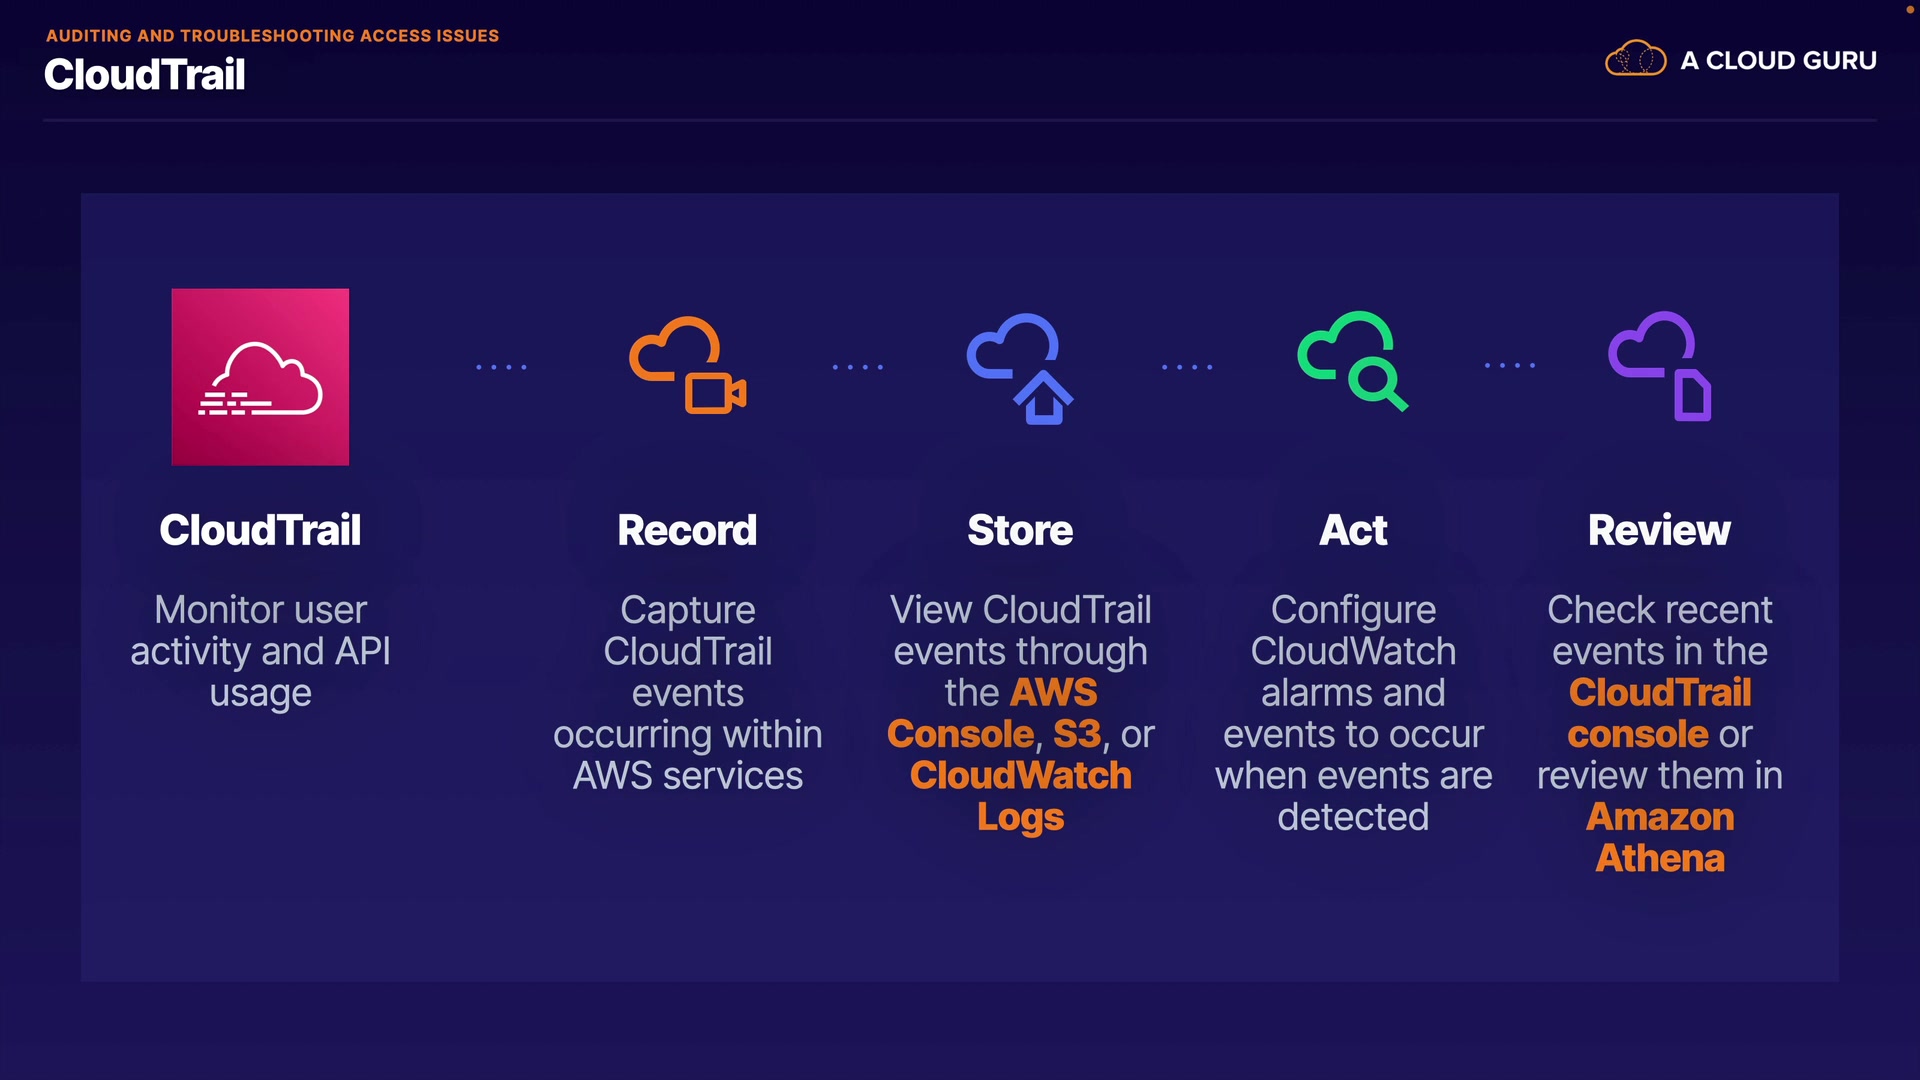 AUDITING AND TROUBLESHOOTING ACCESS ISSUES
CloudTrail
A CLOUD GURU
CloudTrail
Monitor user
activity and API
usage
Record
Capture
CloudTrail
events
occurring within
AWS services
Store
View CloudTrail
events through
the AWS
Console, S3, or
CloudWatch
Logs
Act
Configure
CloudWatch
alarms and
events to occur
when events are
detected
Review
Check recent
events in the
CloudTrail
console or
review them in
Amazon
Athena